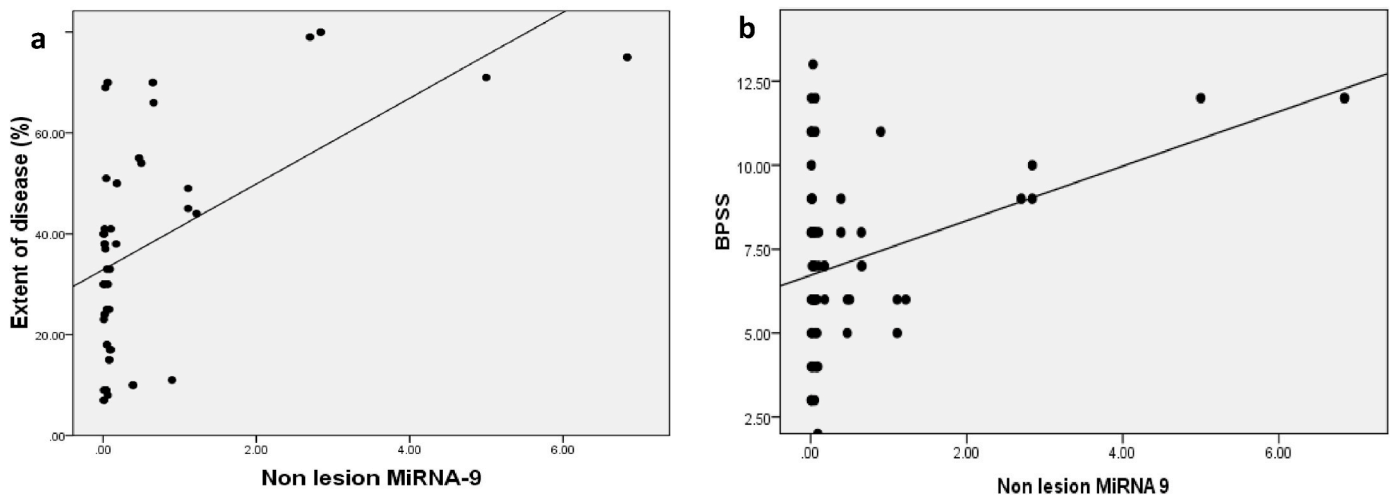 a
Extent of disease (%)
60.00
40.00
20.00
.00
.00 2.00 4.00 6.00
Non lesion MiRNA-9
b
BPSS
12.50
10.00
7.50
5.00
2.50
.00 2.00 4.00 6.00
Non lesion MiRNA 9